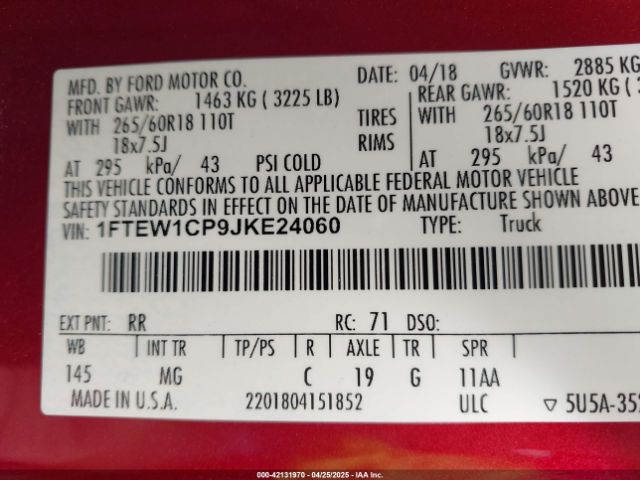 MFD. BY FORD MOTOR CO. DATE: 04/18 GVWR: 2885 KG
FRONT GAWR: 1463 KG ( 3225 LB) REAR GAWR: 1520 KG (
WITH 265/60R18 110T TIRES WITH 265/60R18 110T
18x7.5J RIMS 18x7.5J
AT 295 kPa/ 43 PSI COLD AT 295 kPa/ 43
THIS VEHICLE CONFORMS TO ALL APPLICABLE FEDERAL MOTOR VEHICLE
SAFETY STANDARDS IN EFFECT ON THE DATE OF MANUFACTURE SHOWN ABOVE
VIN: 1FTEW1CP9JKE24060 TYPE: Truck
EXT PNT: RR RC: 71 DSO:
WB INT TR TP/PS R AXLE TR SPR
145 MG C 19 G 11AA
MADE IN U.S.A. 2201804151852 ULC ▽ 5U5A-352
000-42131970 - 04/25/2025 - IAA Inc.